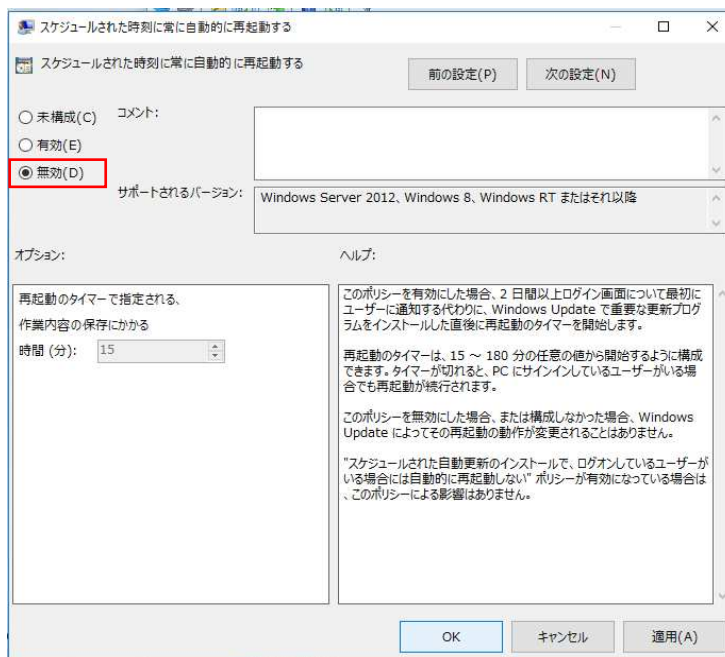 スケジュールされた時刻に常に自動的に再起動する
スケジュールされた時刻に常に自動的に再起動する
前の設定(P)
次の設定(N)
未構成(C)
コメント:
有効(E)
無効(D)
サポートされるバージョン:
Windows Server 2012、Windows 8、Windows RT またはそれ以降
オプション:
ヘルプ:
再起動のタイマーで指定される、
作業内容の保存にかかる
時間 (分):
15
このポリシーを有効にした場合、2 日間以上ログイン画面について最初に
ユーザーに通知する代わりに、Windows Update で重要な更新プログ
ラムをインストールした直後に再起動のタイマーを開始します。
再起動のタイマーは、15 ～ 180 分の任意の値から開始するように構成
できます。タイマーが切れると、PC にサインインしているユーザーがいる場
合でも再起動が続行されます。
このポリシーを無効にした場合、または構成しなかった場合、Windows
Update によってその再起動の動作が変更されることはありません。
"スケジュールされた自動更新のインストールで、ログオンしているユーザーが
いる場合には自動的に再起動しない" ポリシーが有効になっている場合は
、このポリシーによる影響はありません。
OK
キャンセル
適用(A)